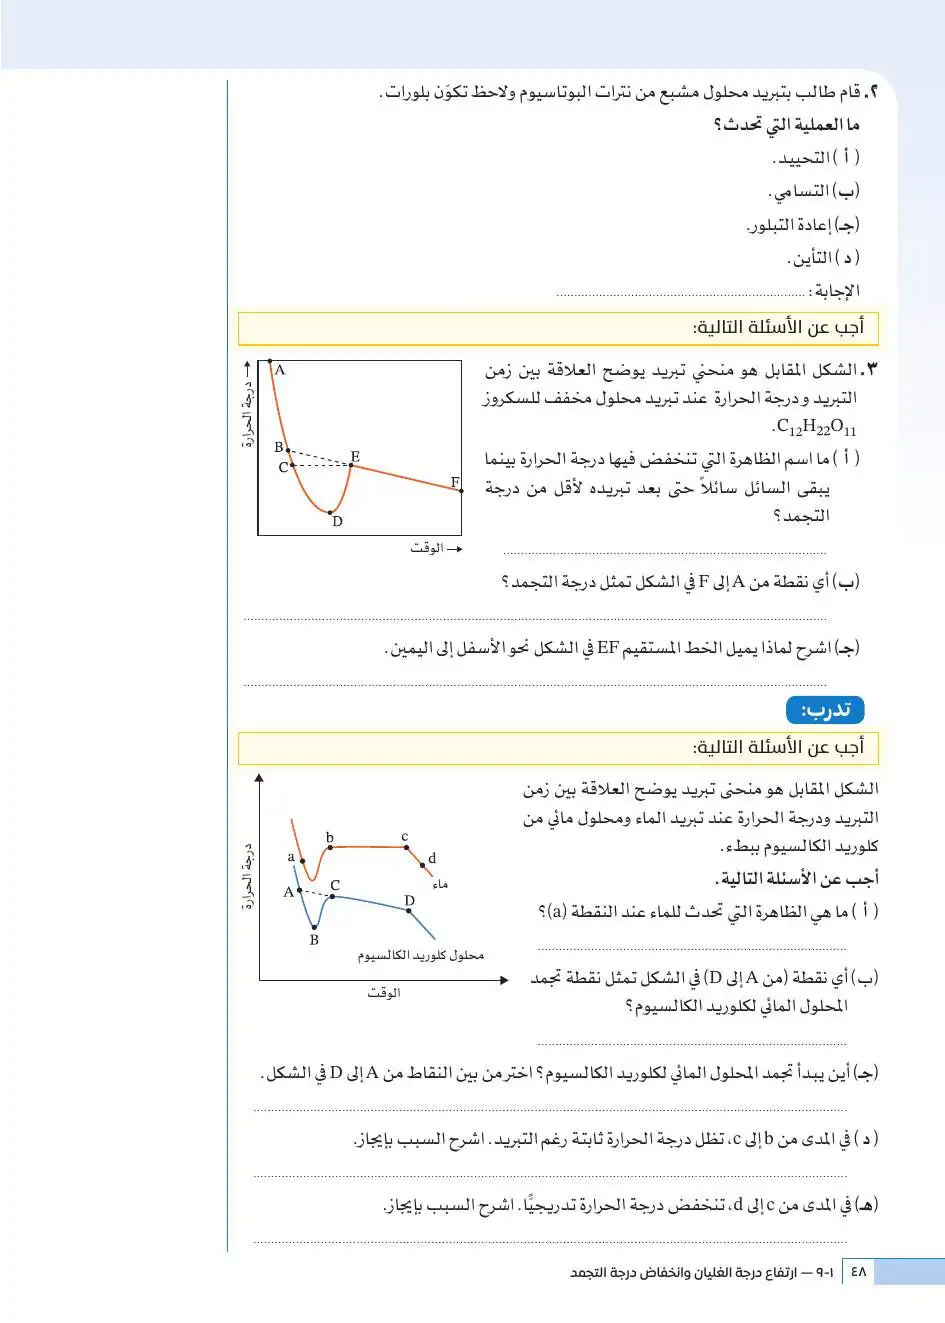 ٢. قام طالب بتبريد محلول مشبع من نترات البوتاسيوم ولاحظ تكوّن بلورات.
ما العملية التي تحدث؟
( أ ) التحييد.
(ب) التسامي.
(جـ) إعادة التبلور.
( د ) التأين.
الإجابة:
أجب عن الأسئلة التالية:
٣. الشكل المقابل هو منحني تبريد يوضح العلاقة بين زمن
التبريد ودرجة الحرارة عند تبريد محلول مخفف للسكروز
C₁₂H₂₂O₁₁.
( أ ) ما اسم الظاهرة التي تنخفض فيها درجة الحرارة بينما
يبقى السائل سائلاً حتى بعد تبريده لأقل من درجة
التجمد؟
درجة الحرارة
A
B
C
E
F
D
الوقت
(ب) أي نقطة من A إلى F في الشكل تمثل درجة التجمد؟
(جـ) اشرح لماذا يميل الخط المستقيم EF في الشكل نحو الأسفل إلى اليمين.
تدرب:
أجب عن الأسئلة التالية:
الشكل المقابل هو منحنى تبريد يوضح العلاقة بين زمن
التبريد ودرجة الحرارة عند تبريد الماء ومحلول مائي من
كلوريد الكالسيوم ببطء.
أجب عن الأسئلة التالية.
( أ ) ما هي الظاهرة التي تحدث للماء عند النقطة (a)؟
(ب) أي نقطة (من A إلى D) في الشكل تمثل نقطة تجمد
المحلول المائي لكلوريد الكالسيوم؟
درجة الحرارة
a
b
c
d
ماء
A
C
D
B
محلول كلوريد الكالسيوم
الوقت
(جـ) أين يبدأ تجمد المحلول المائي لكلوريد الكالسيوم؟ اختر من بين النقاط من A إلى D في الشكل.
( د ) في المدى من b إلى c، تظل درجة الحرارة ثابتة رغم التبريد. اشرح السبب بإيجاز.
(هـ) في المدى من c إلى d، تنخفض درجة الحرارة تدريجيًّا. اشرح السبب بإيجاز.
٤٨ ٩-١ — ارتفاع درجة الغليان وانخفاض درجة التجمد